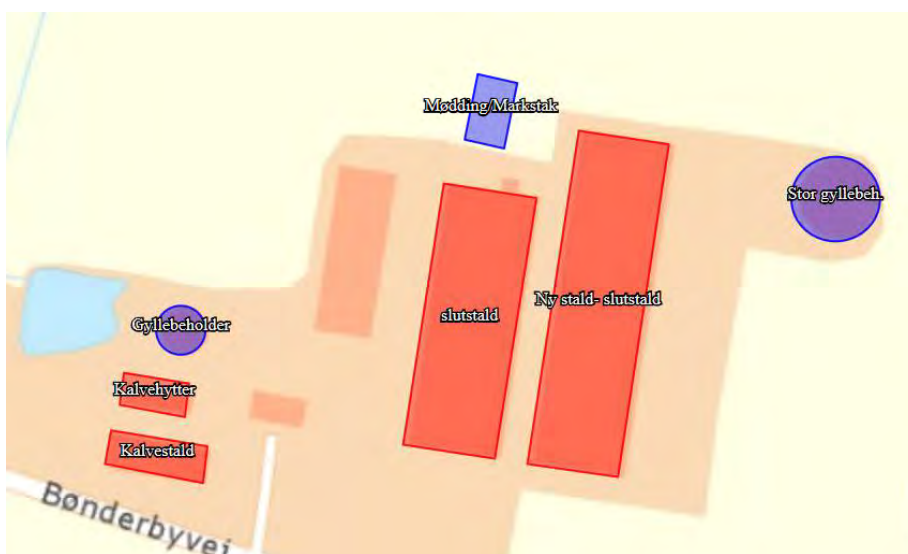 Mødding/Markstak
Stor gyllebeh.
Ny stald- slutstald
slutstald
Gyllebeholder
Kalvehytter
Kalvestald
Bønderbyvej